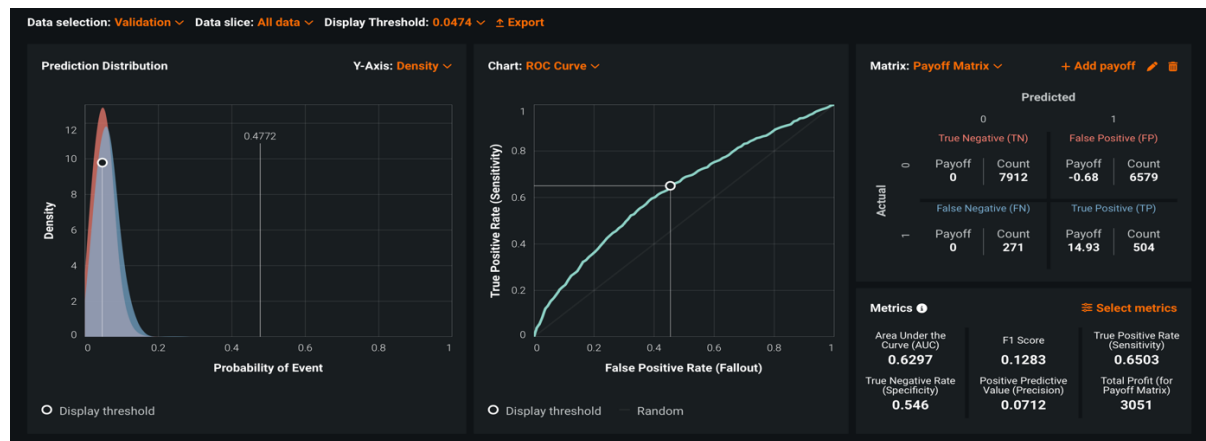 Data selection: Validation Data slice: All data Display Threshold: 0.0474 Export
Prediction Distribution
Y-Axis: Density
0.4772
12
10
8
6
4
2
0
Density
0 0.2 0.4 0.6 0.8 1
Probability of Event
Display threshold
Chart: ROC Curve
1
0.8
0.6
0.4
0.2
0
True Positive Rate (Sensitivity)
0 0.2 0.4 0.6 0.8 1
False Positive Rate (Fallout)
Display threshold Random
Matrix: Payoff Matrix + Add payoff
Predicted
0 1
Actual
True Negative (TN) False Positive (FP)
0 Payoff Count Payoff Count
0 7912 -0.68 6579
False Negative (FN) True Positive (TP)
1 Payoff Count Payoff Count
0 271 14.93 504
Metrics Select metrics
Area Under the
Curve (AUC)
0.6297
F1 Score
0.1283
True Positive Rate
(Sensitivity)
0.6503
True Negative Rate
(Specificity)
0.546
Positive Predictive
Value (Precision)
0.0712
Total Profit (for
Payoff Matrix)
3051